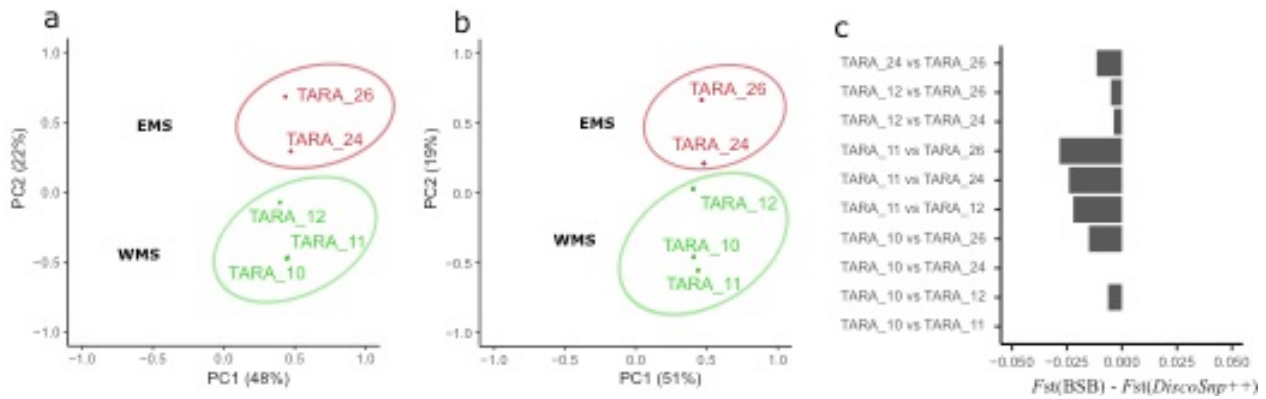 a
1.0
0.5
0.0
−0.5
−1.0
PC2 (22%)
EMS
WMS
TARA_26
TARA_24
TARA_12
TARA_11
TARA_10
−1.0 −0.5 0.0 0.5 1.0
PC1 (48%)
b
1.0
0.5
0.0
−0.5
−1.0
PC2 (19%)
EMS
WMS
TARA_26
TARA_24
TARA_12
TARA_10
TARA_11
−1.0 −0.5 0.0 0.5 1.0
PC1 (51%)
c
TARA_24 vs TARA_26
TARA_12 vs TARA_26
TARA_12 vs TARA_24
TARA_11 vs TARA_26
TARA_11 vs TARA_24
TARA_11 vs TARA_12
TARA_10 vs TARA_26
TARA_10 vs TARA_24
TARA_10 vs TARA_12
TARA_10 vs TARA_11
−0.050 −0.025 0.000 0.025 0.050
Fst(BSB) - Fst(DiscoSnp++)